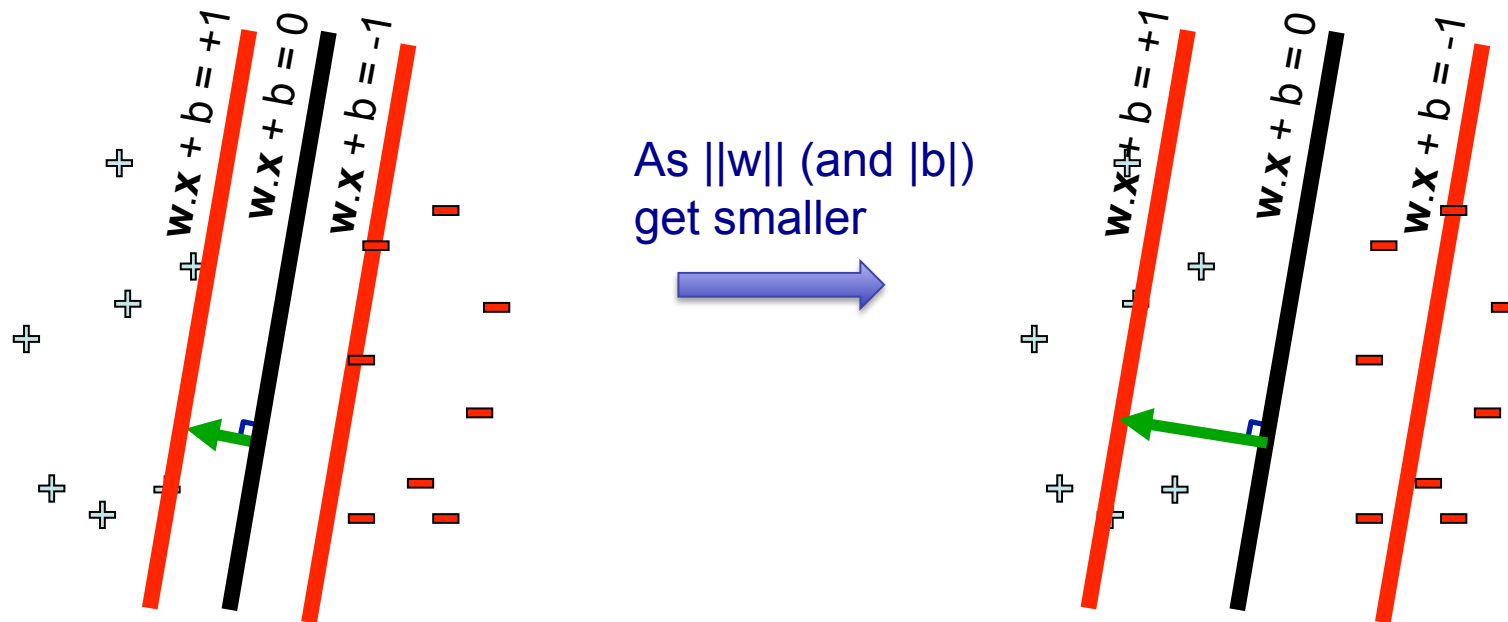 w.x + b = +1
w.x + b = 0
w.x + b = -1
As ||w|| (and |b|)
get smaller
w.x + b = +1
w.x + b = 0
w.x + b = -1